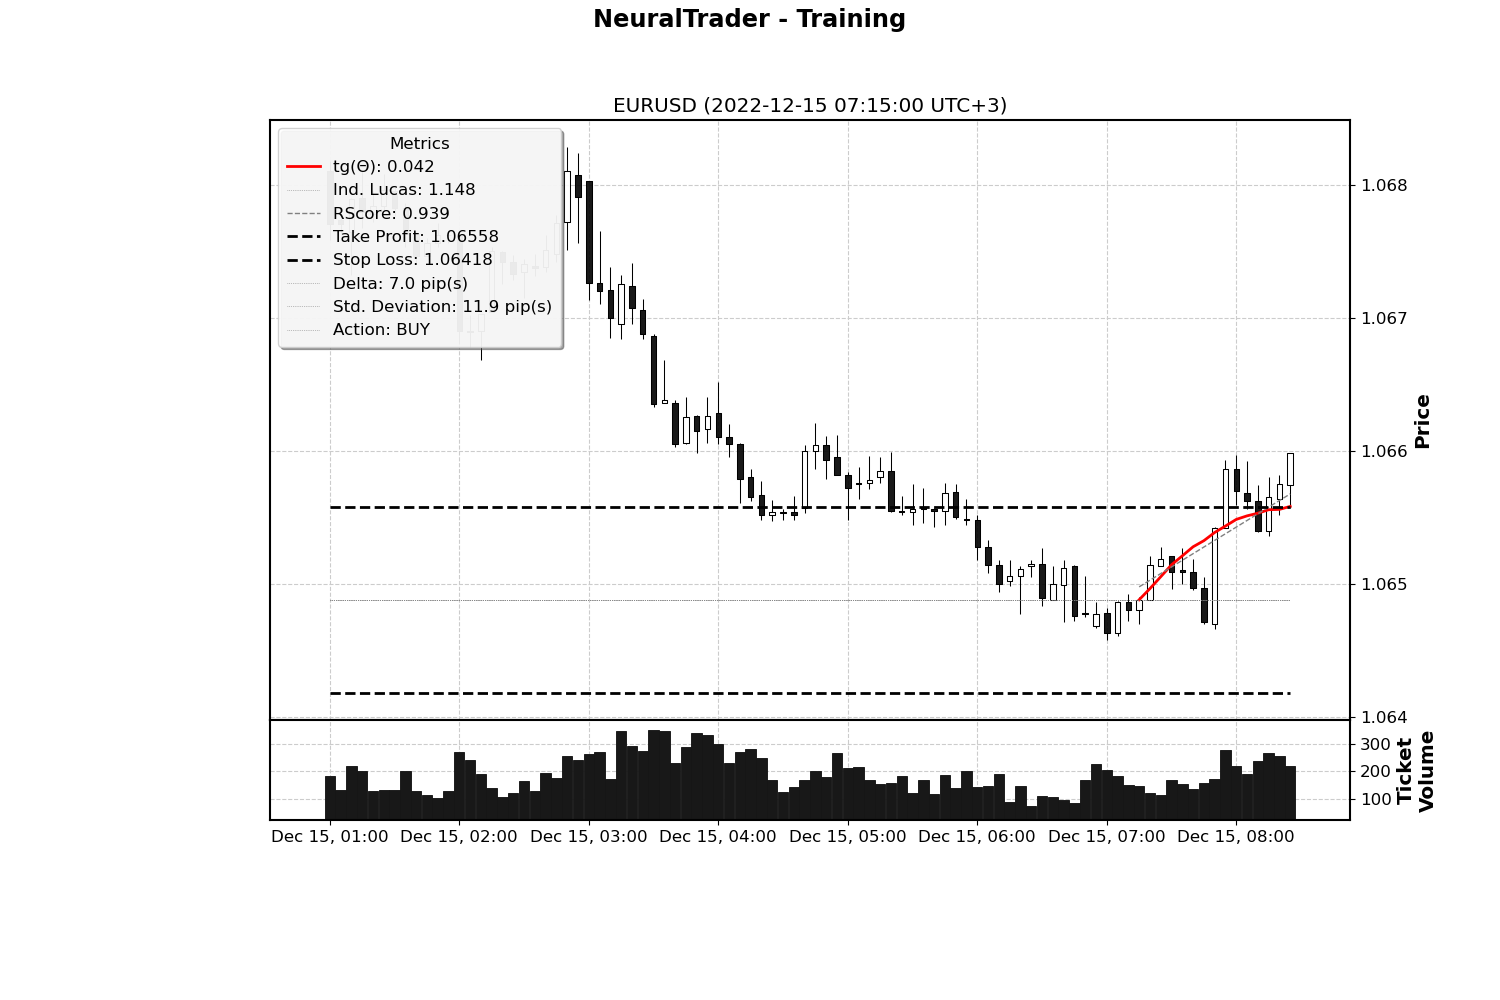 NeuralTrader - Training
EURUSD (2022-12-15 07:15:00 UTC+3)
Metrics
tg(Θ): 0.042
Ind. Lucas: 1.148
RScore: 0.939
Take Profit: 1.06558
Stop Loss: 1.06418
Delta: 7.0 pip(s)
Std. Deviation: 11.9 pip(s)
Action: BUY
1.068
1.067
1.066
1.065
1.064
Price
300
200
100
Ticket
Volume
Dec 15, 01:00
Dec 15, 02:00
Dec 15, 03:00
Dec 15, 04:00
Dec 15, 05:00
Dec 15, 06:00
Dec 15, 07:00
Dec 15, 08:00